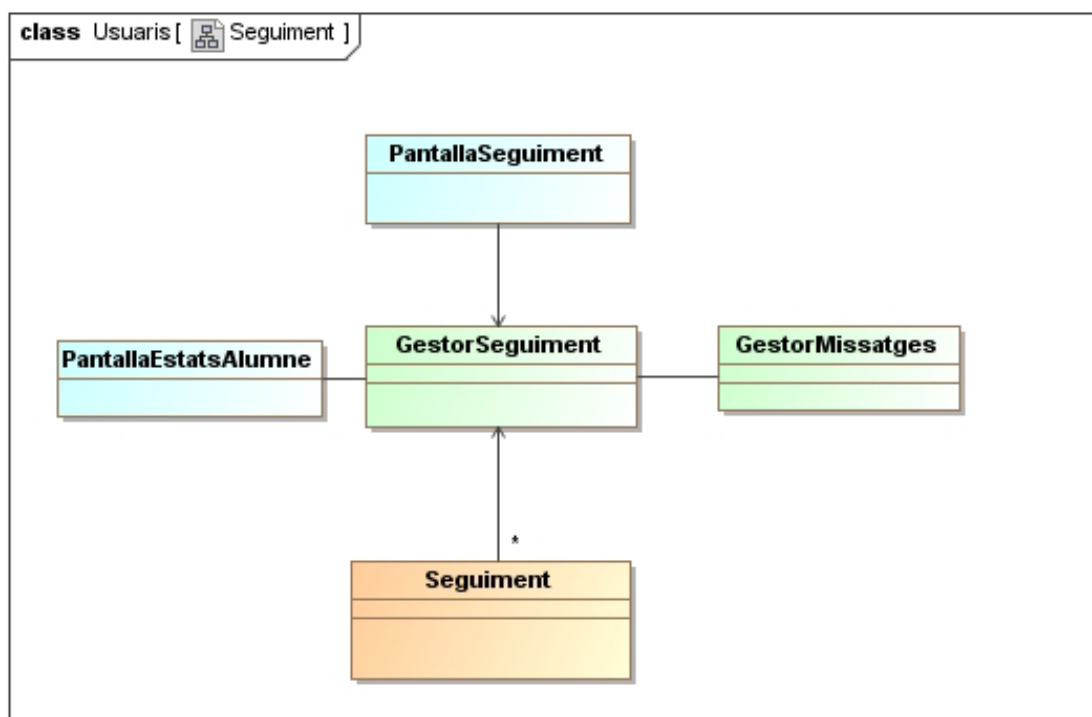 class Usuaris [ Seguiment ]
PantallaSeguiment
PantallaEstatsAlumne
GestorSeguiment
GestorMissatges
*
Seguiment